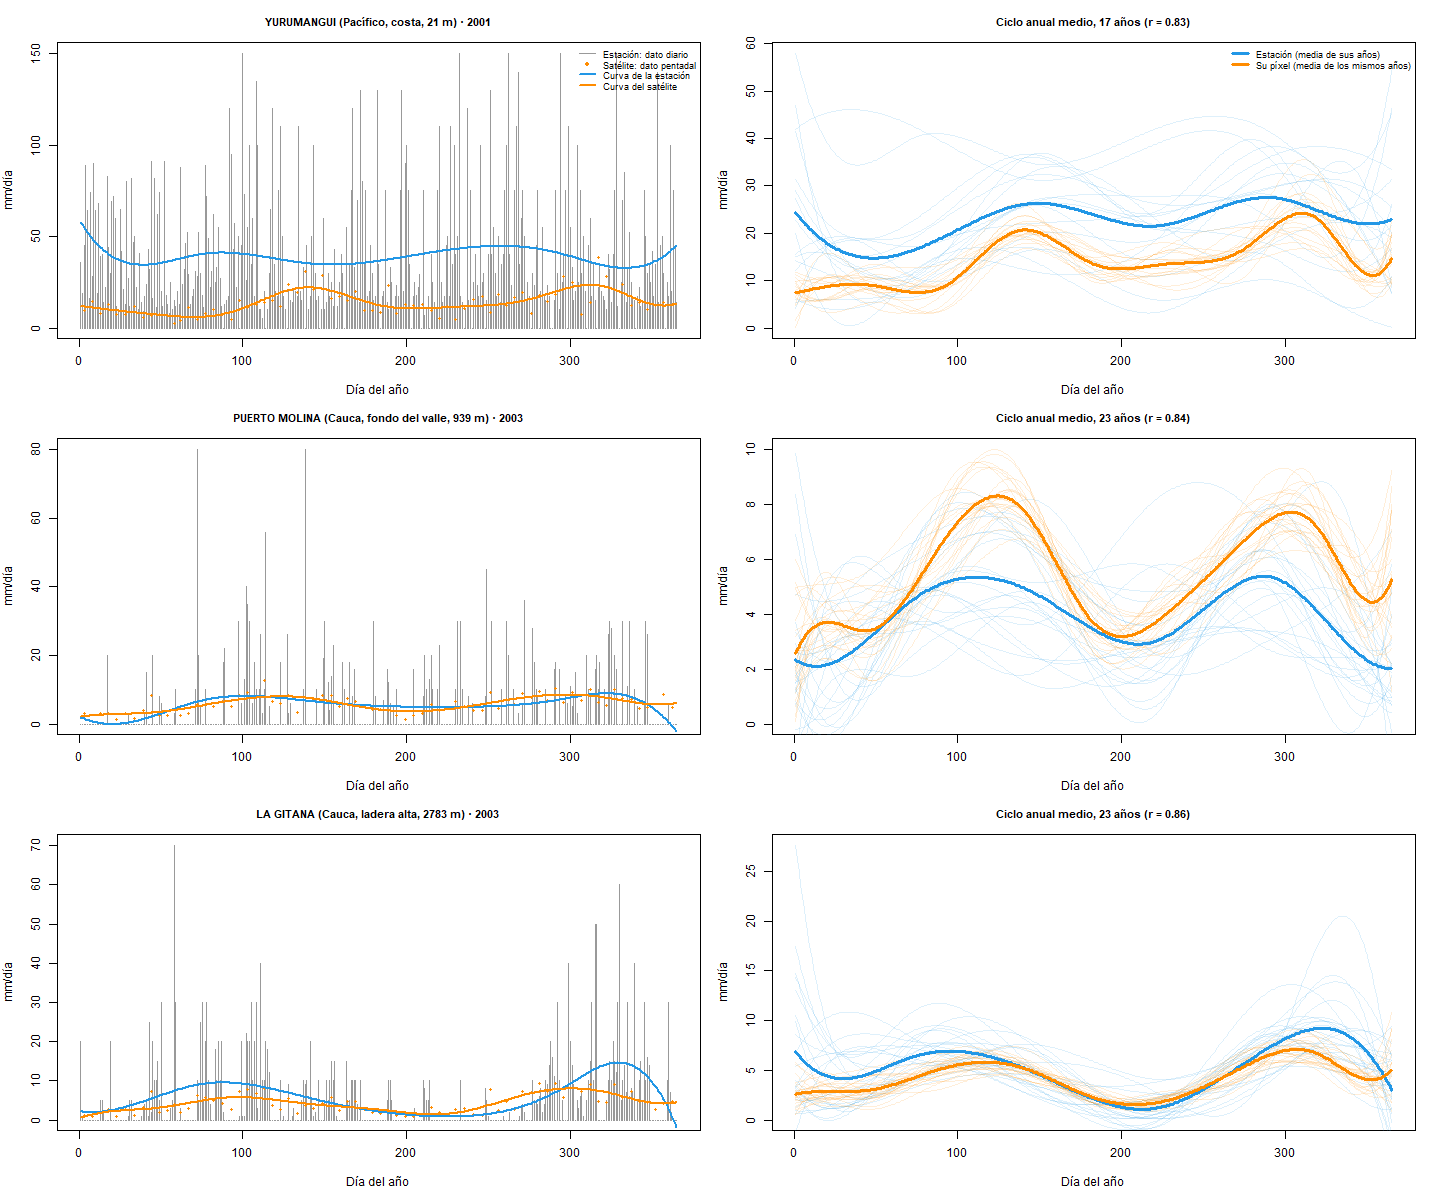 YURUMANGUI (Pacífico, costa, 21 m) · 2001
Estación: dato diario
Satélite: dato pentadal
Curva de la estación
Curva del satélite
mm/día
0 50 100 150
0 100 200 300
Día del año
Ciclo anual medio, 17 años (r = 0.83)
Estación (media de sus años)
Su píxel (media de los mismos años)
mm/día
0 10 20 30 40 50 60
0 100 200 300
Día del año
PUERTO MOLINA (Cauca, fondo del valle, 939 m) · 2003
mm/día
0 20 40 60 80
0 100 200 300
Día del año
Ciclo anual medio, 23 años (r = 0.84)
mm/día
0 2 4 6 8 10
0 100 200 300
Día del año
LA GITANA (Cauca, ladera alta, 2783 m) · 2003
mm/día
0 10 20 30 40 50 60 70
0 100 200 300
Día del año
Ciclo anual medio, 23 años (r = 0.86)
mm/día
0 5 10 15 20 25
0 100 200 300
Día del año